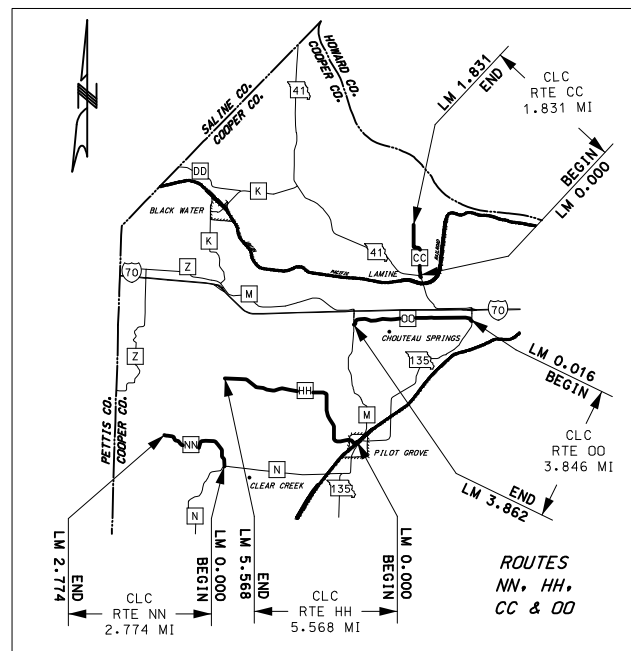 N
SALINE CO.
COOPER CO.
HOWARD CO.
COOPER CO.
41
LM 1.831
END
CLC
RTE CC
1.831 MI
BEGIN
LM 0.000
DD
K
BLACK WATER
K
41
CC
RAILROAD
PACIFIC
LAMINE
70
Z
M
70
OO
CHOUTEAU SPRINGS
Z
135
LM 0.016
BEGIN
CLC
RTE OO
3.846 MI
END
LM 3.862
HH
M
PETTIS CO.
COOPER CO.
NN
PILOT GROVE
N
CLEAR CREEK
135
N
LM 2.774
END
LM 0.000
BEGIN
LM 5.568
END
LM 0.000
BEGIN
CLC
RTE NN
2.774 MI
CLC
RTE HH
5.568 MI
ROUTES
NN, HH,
CC & OO